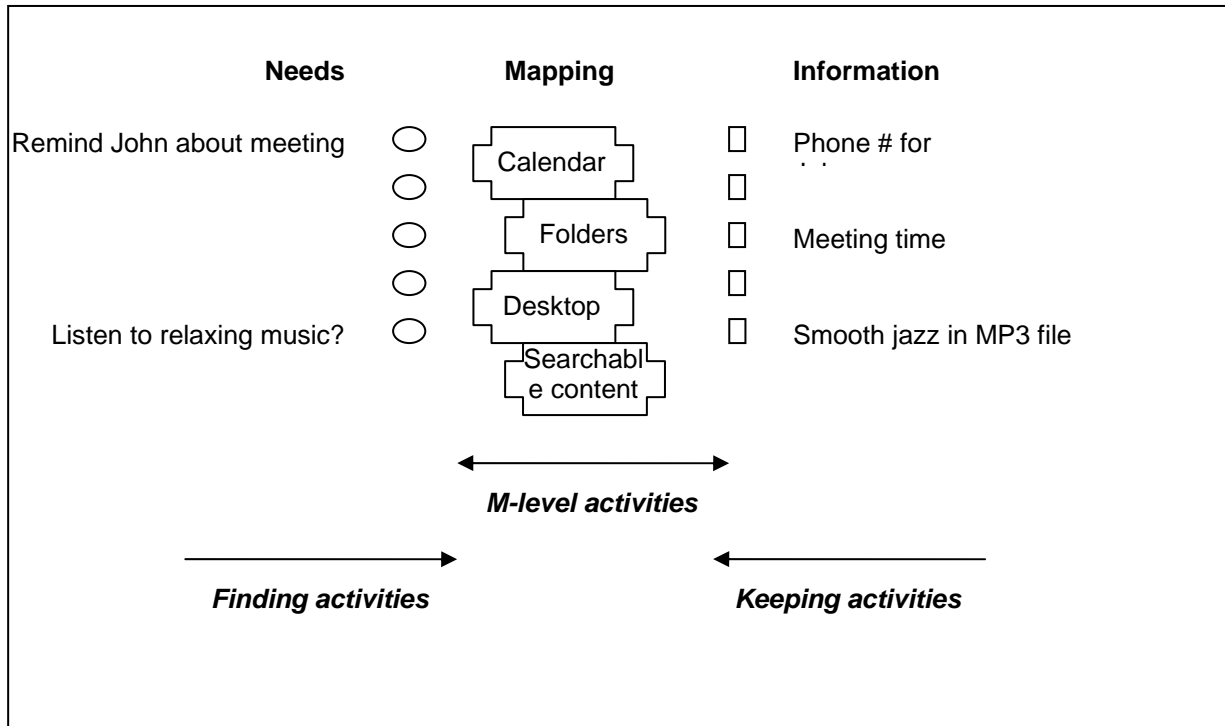 Needs Mapping Information
Remind John about meeting
Calendar
Phone # for
Folders
Meeting time
Desktop
Listen to relaxing music?
Smooth jazz in MP3 file
Searchabl
e content
M-level activities
Finding activities
Keeping activities